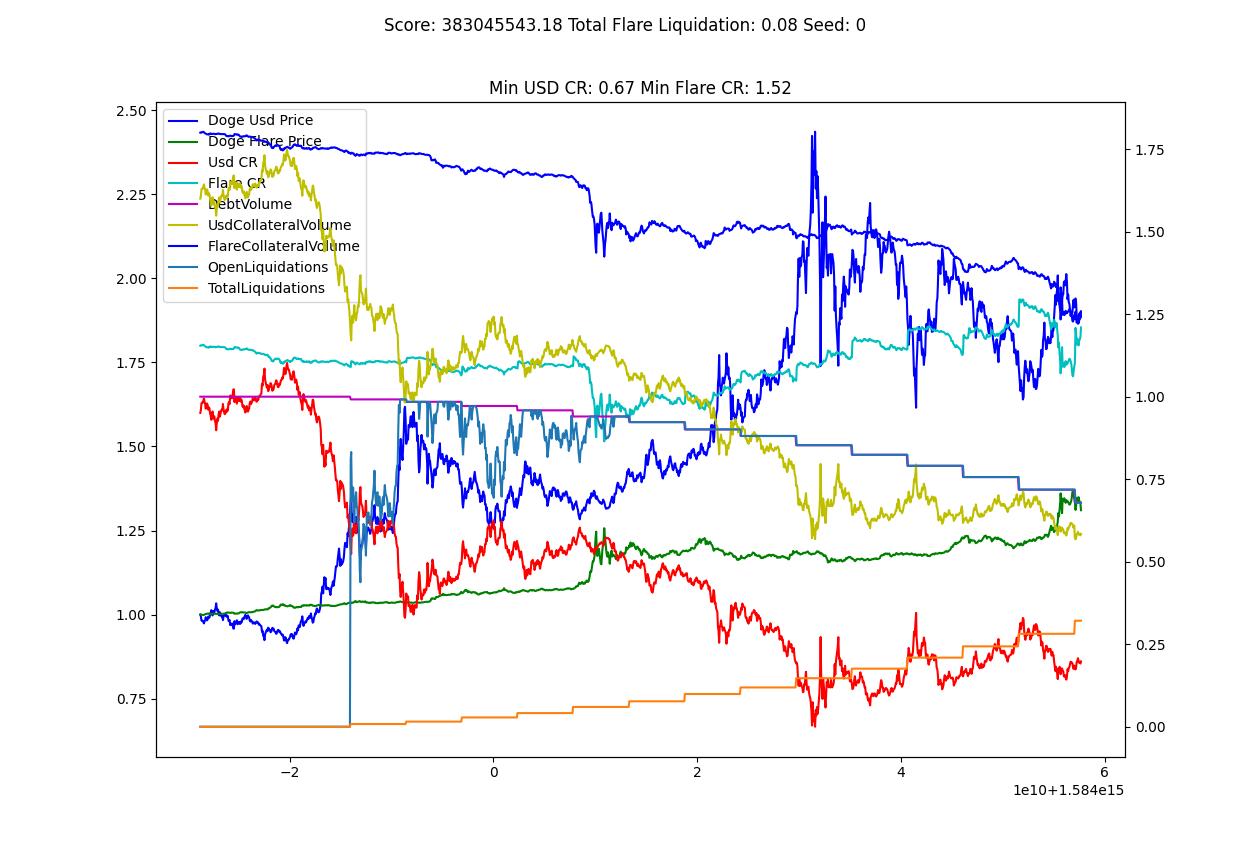 Score: 383045543.18 Total Flare Liquidation: 0.08 Seed: 0
Min USD CR: 0.67 Min Flare CR: 1.52
Doge Usd Price
Doge Flare Price
Usd CR
Flare CR
DebtVolume
UsdCollateralVolume
FlareCollateralVolume
OpenLiquidations
TotalLiquidations
2.50
2.25
2.00
1.75
1.50
1.25
1.00
0.75
1.75
1.50
1.25
1.00
0.75
0.50
0.25
0.00
−2
0
2
4
6
1e10+1.584e15